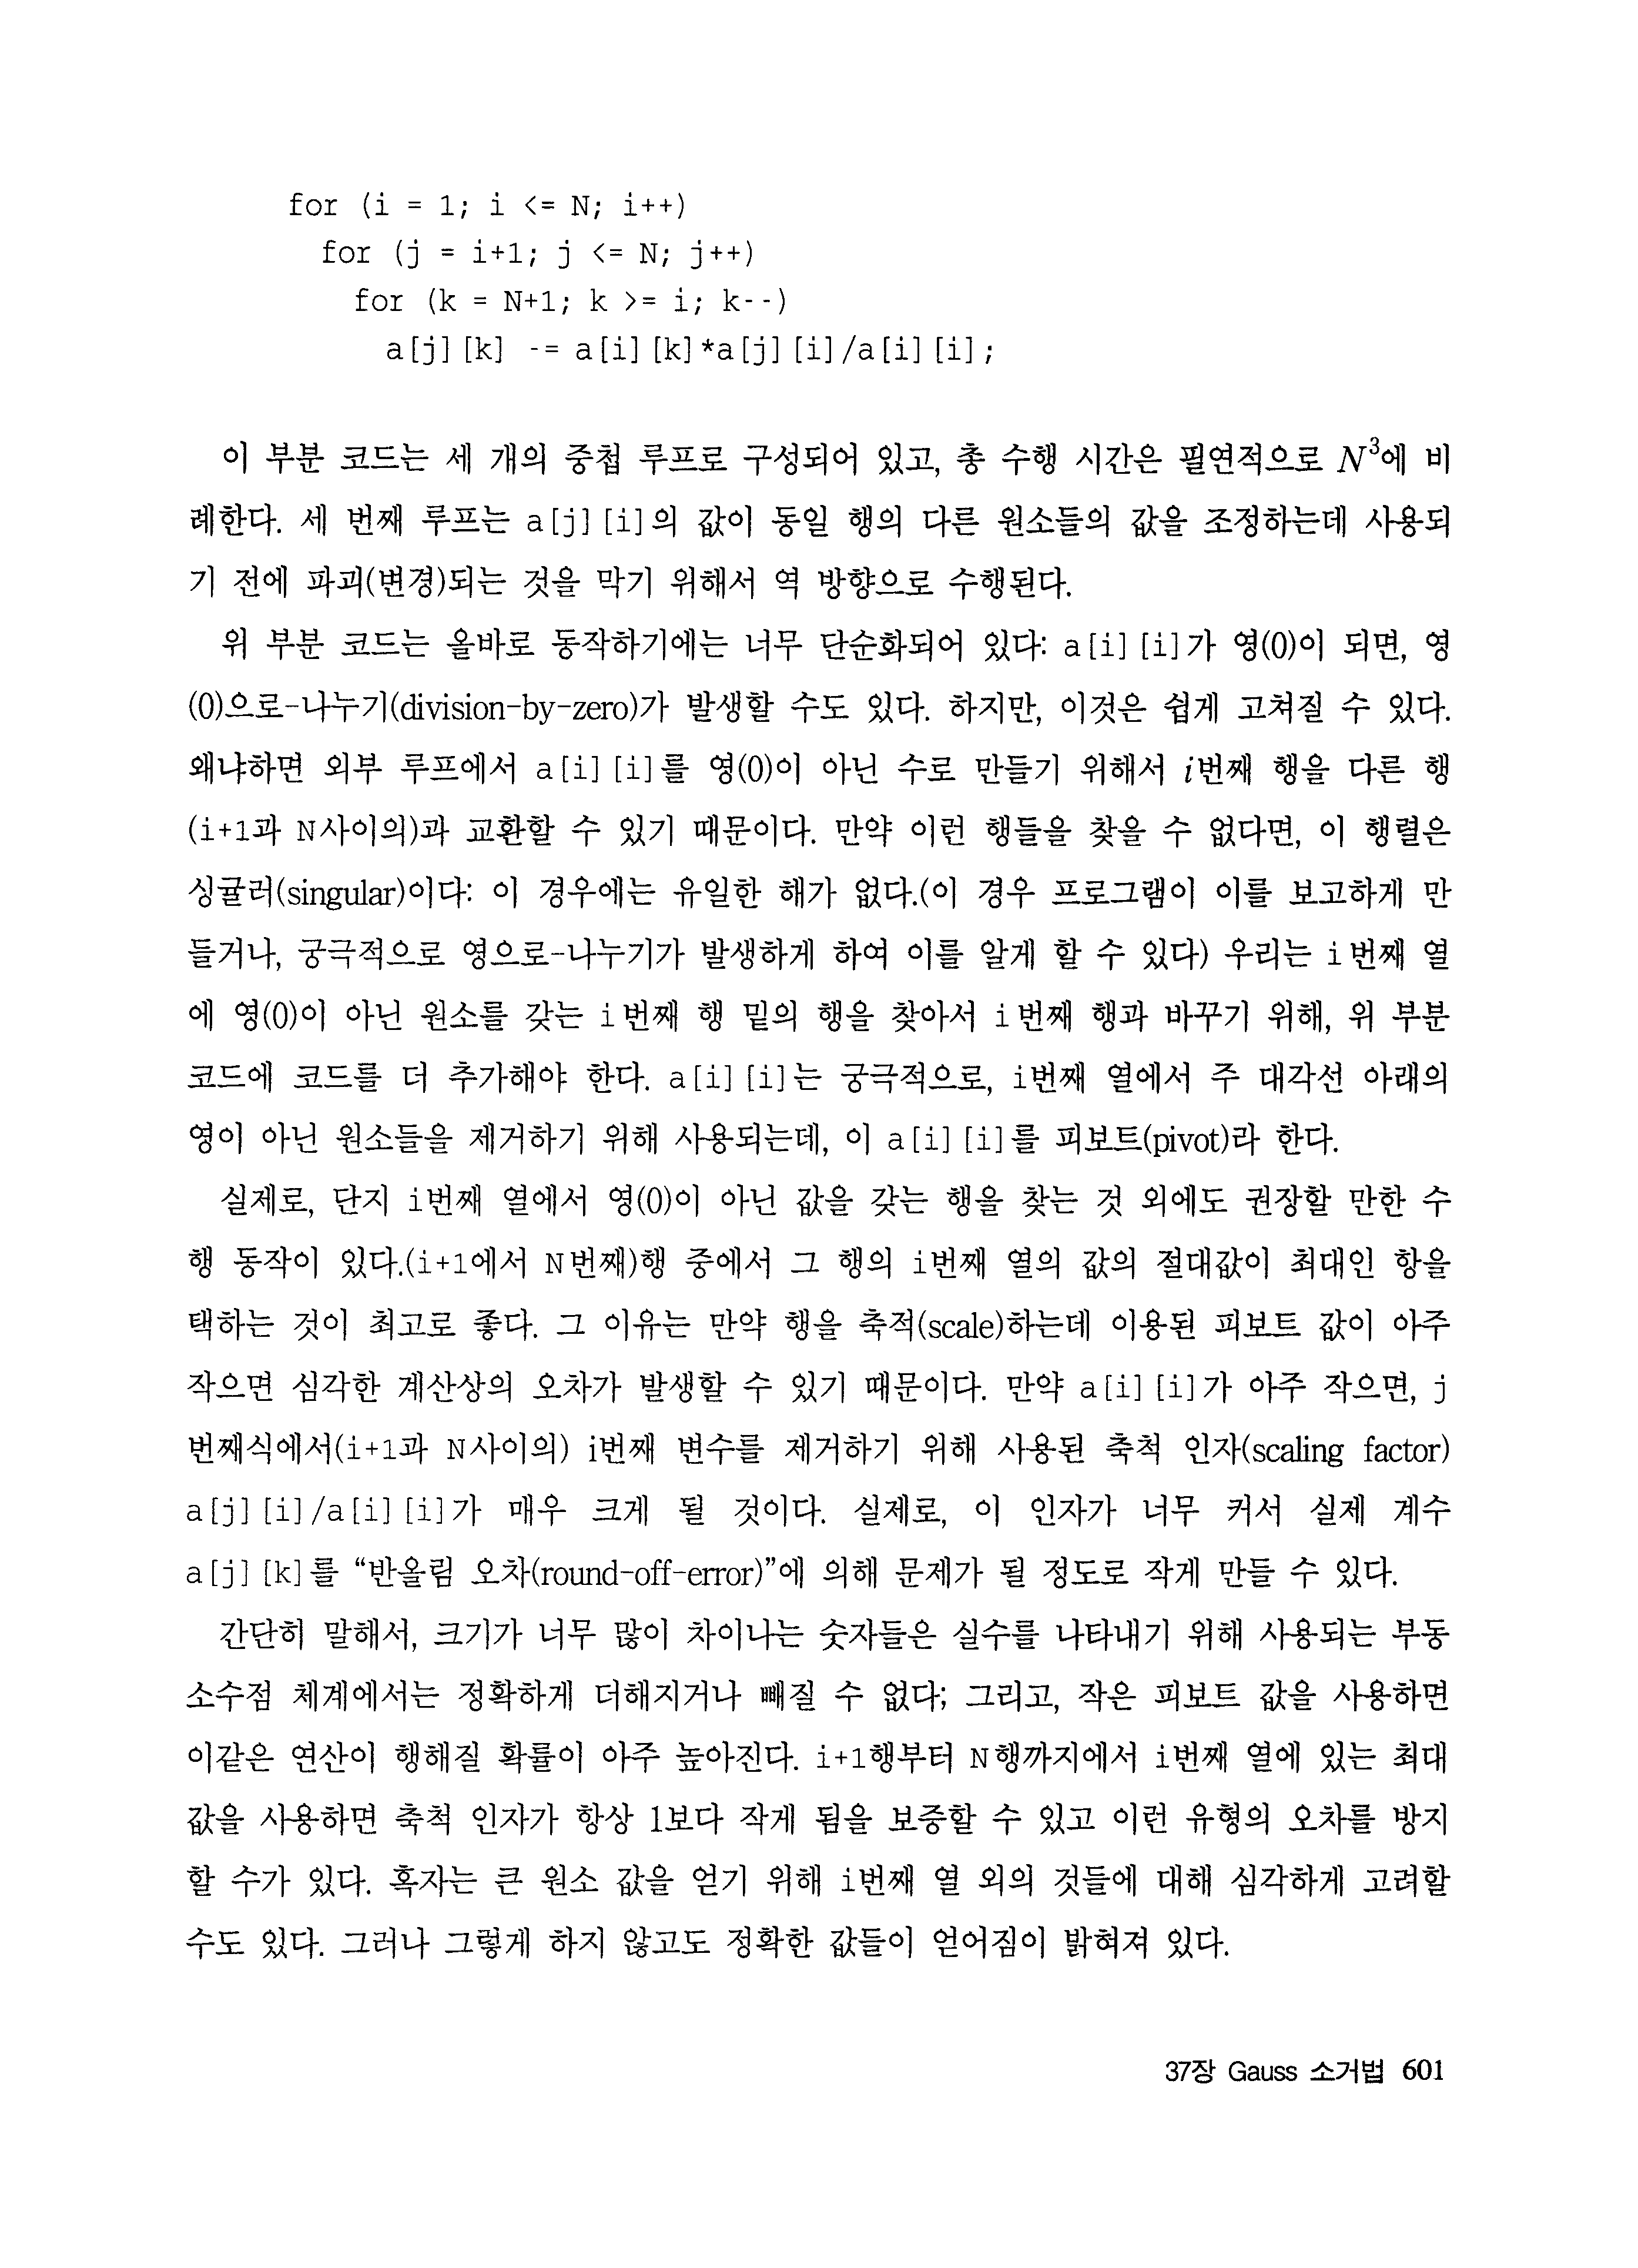 for (i = 1; i <= N; i++)
for (j = i+1; j <= N; j++)
for (k = N+1; k >= i; k--)
a[j][k] -= a[i][k]*a[j][i]/a[i][i];
이 부분 코드는 세 개의 중첩 루프로 구성되어 있고, 총 수행 시간은 필연적으로 N³에 비
례한다. 세 번째 루프는 a[j][i]의 값이 동일 행의 다른 원소들의 값을 조정하는데 사용되
기 전에 파괴(변경)되는 것을 막기 위해서 역 방향으로 수행된다.
위 부분 코드는 올바로 동작하기에는 너무 단순화되어 있다: a[i][i]가 영(0)이 되면, 영
(0)으로-나누기(division-by-zero)가 발생할 수도 있다. 하지만, 이것은 쉽게 고쳐질 수 있다.
왜냐하면 외부 루프에서 a[i][i]를 영(0)이 아닌 수로 만들기 위해서 i번째 행을 다른 행
(i+1과 N사이의)과 교환할 수 있기 때문이다. 만약 이런 행들을 찾을 수 없다면, 이 행렬은
싱귤러(singular)이다: 이 경우에는 유일한 해가 없다.(이 경우 프로그램이 이를 보고하게 만
들거나, 궁극적으로 영으로-나누기가 발생하게 하여 이를 알게 할 수 있다) 우리는 i번째 열
에 영(0)이 아닌 원소를 갖는 i번째 행 밑의 행을 찾아서 i번째 행과 바꾸기 위해, 위 부분
코드에 코드를 더 추가해야 한다. a[i][i]는 궁극적으로, i번째 열에서 주 대각선 아래의
영이 아닌 원소들을 제거하기 위해 사용되는데, 이 a[i][i]를 피보트(pivot)라 한다.
실제로, 단지 i번째 열에서 영(0)이 아닌 값을 갖는 행을 찾는 것 외에도 권장할 만한 수
행 동작이 있다.(i+1에서 N번째)행 중에서 그 행의 i번째 열의 값의 절대값이 최대인 항을
택하는 것이 최고로 좋다. 그 이유는 만약 행을 축적(scale)하는데 이용된 피보트 값이 아주
작으면 심각한 계산상의 오차가 발생할 수 있기 때문이다. 만약 a[i][i]가 아주 작으면, j
번째식에서(i+1과 N사이의) i번째 변수를 제거하기 위해 사용된 축척 인자(scaling factor)
a[j][i]/a[i][i]가 매우 크게 될 것이다. 실제로, 이 인자가 너무 커서 실제 계수
a[j][k]를 “반올림 오차(round-off-error)”에 의해 문제가 될 정도로 작게 만들 수 있다.
간단히 말해서, 크기가 너무 많이 차이나는 숫자들은 실수를 나타내기 위해 사용되는 부동
소수점 체계에서는 정확하게 더해지거나 빼질 수 없다; 그리고, 작은 피보트 값을 사용하면
이같은 연산이 행해질 확률이 아주 높아진다. i+1행부터 N행까지에서 i번째 열에 있는 최대
값을 사용하면 축척 인자가 항상 1보다 작게 됨을 보증할 수 있고 이런 유형의 오차를 방지
할 수가 있다. 혹자는 큰 원소 값을 얻기 위해 i번째 열 외의 것들에 대해 심각하게 고려할
수도 있다. 그러나 그렇게 하지 않고도 정확한 값들이 얻어짐이 밝혀져 있다.
37장 Gauss 소거법 601